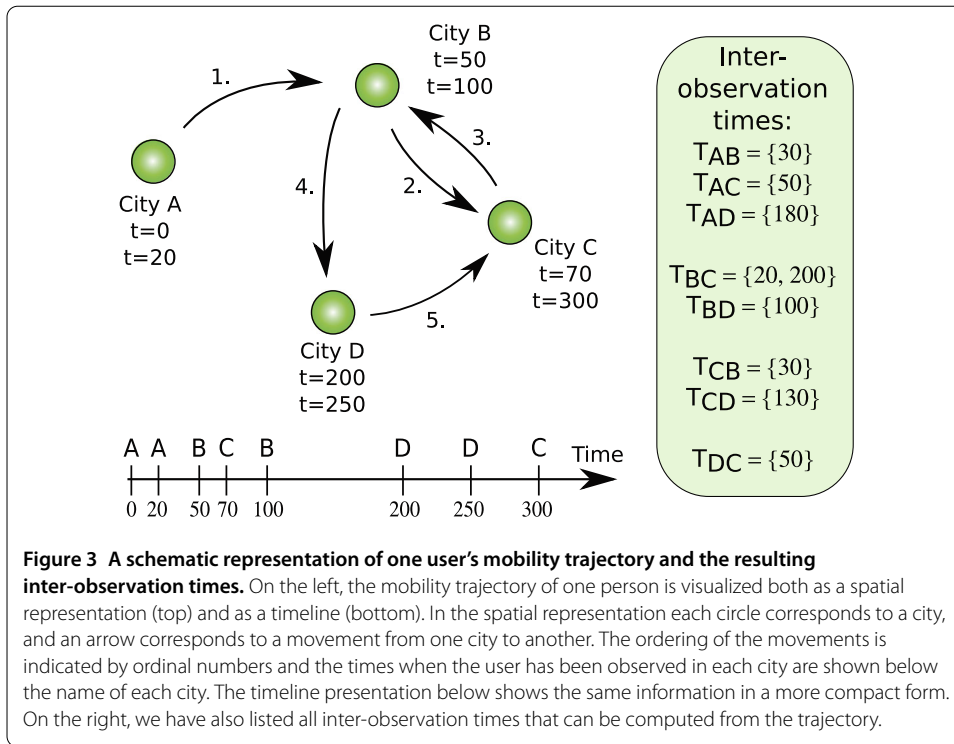 City B
t=50
t=100
1.
3.
4.
2.
City A
t=0
t=20
City C
t=70
t=300
5.
City D
t=200
t=250
A A B C B D D C Time
0 20 50 70 100 200 250 300
Inter-
observation
times:
TAB = {30}
TAC = {50}
TAD = {180}
TBC = {20, 200}
TBD = {100}
TCB = {30}
TCD = {130}
TDC = {50}
Figure 3 A schematic representation of one user's mobility trajectory and the resulting
inter-observation times. On the left, the mobility trajectory of one person is visualized both as a spatial
representation (top) and as a timeline (bottom). In the spatial representation each circle corresponds to a city,
and an arrow corresponds to a movement from one city to another. The ordering of the movements is
indicated by ordinal numbers and the times when the user has been observed in each city are shown below
the name of each city. The timeline presentation below shows the same information in a more compact form.
On the right, we have also listed all inter-observation times that can be computed from the trajectory.